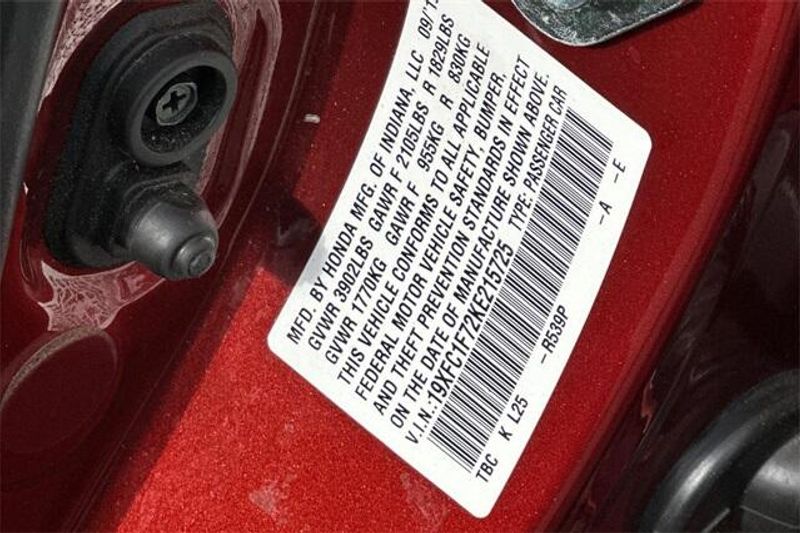 MFD. BY HONDA MFG. OF INDIANA, LLC 09/1
GVWR 3902LBS GAWR F 2105LBS R 1829LBS
GVWR 1770KG GAWR F 955KG R 830KG
THIS VEHICLE CONFORMS TO ALL APPLICABLE
FEDERAL MOTOR VEHICLE SAFETY, BUMPER,
AND THEFT PREVENTION STANDARDS IN EFFECT
ON THE DATE OF MANUFACTURE SHOWN ABOVE.
V.I.N.:19XFC1F72KE215725 TYPE: PASSENGER CAR
TBC K L25 -R539P -A -E